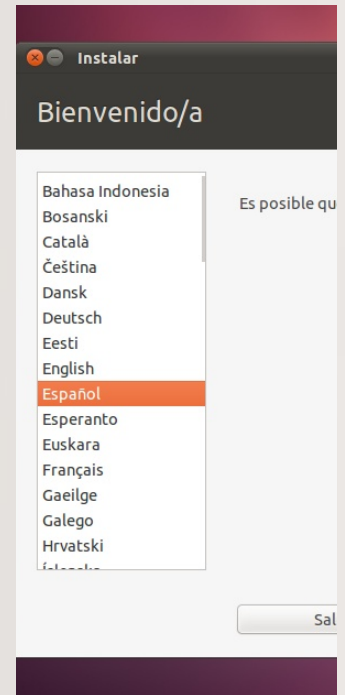 Instalar
Bienvenido/a
Bahasa Indonesia
Bosanski
Català
Čeština
Dansk
Deutsch
Eesti
English
Español
Esperanto
Euskara
Français
Gaeilge
Galego
Hrvatski
Es posible qu
Sal